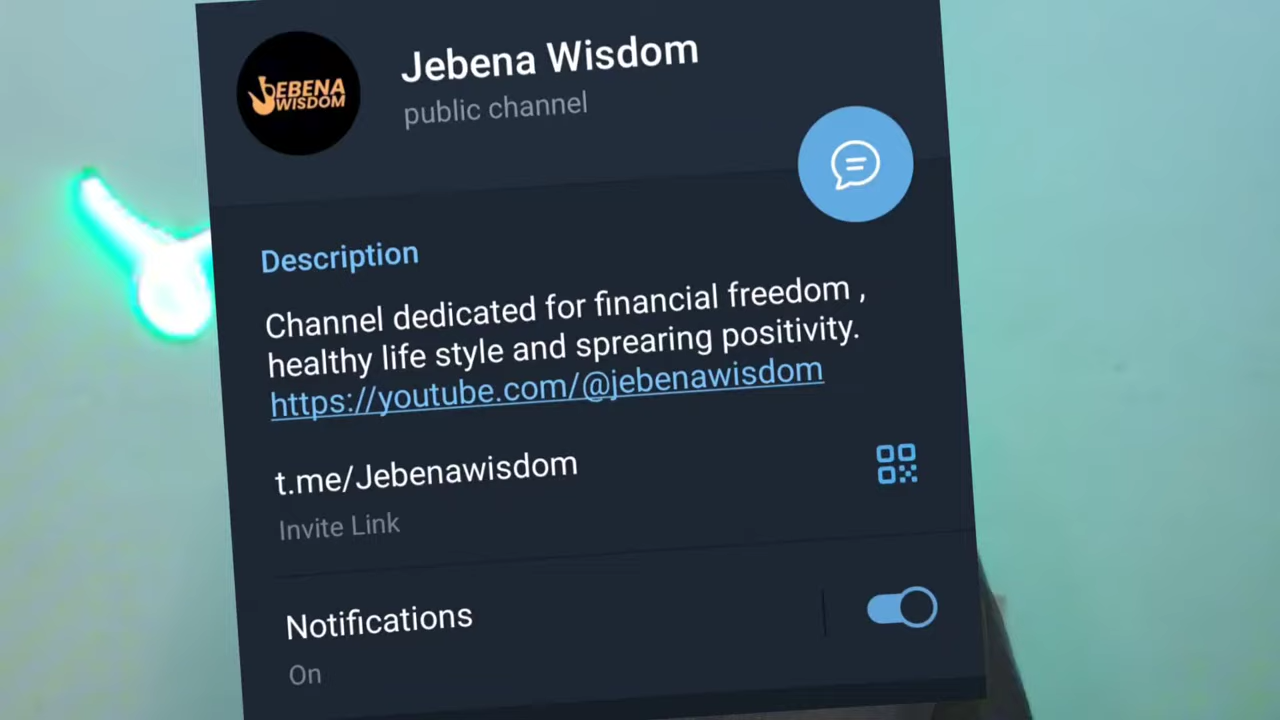 JEBENA
WISDOM
Jebena Wisdom
public channel
Description
Channel dedicated for financial freedom ,
healthy life style and sprearing positivity.
https://youtube.com/@jebenawisdom
t.me/Jebenawisdom
Invite Link
Notifications
On